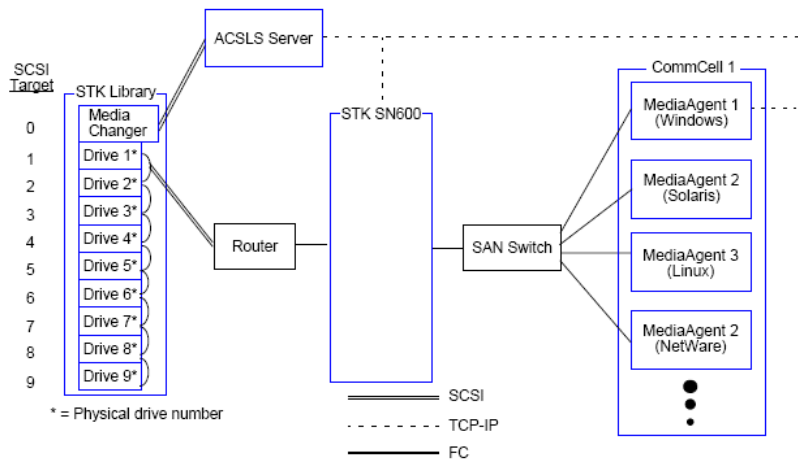 ACSLS Server
SCSI
Target
STK Library
Media
Changer
0
Drive 1*
1
Drive 2*
2
Drive 3*
3
Drive 4*
4
Drive 5*
5
Drive 6*
6
Drive 7*
7
Drive 8*
8
Drive 9*
9
* = Physical drive number
Router
STK SN600
SAN Switch
CommCell 1
MediaAgent 1
(Windows)
MediaAgent 2
(Solaris)
MediaAgent 3
(Linux)
MediaAgent 2
(NetWare)
SCSI
TCP-IP
FC